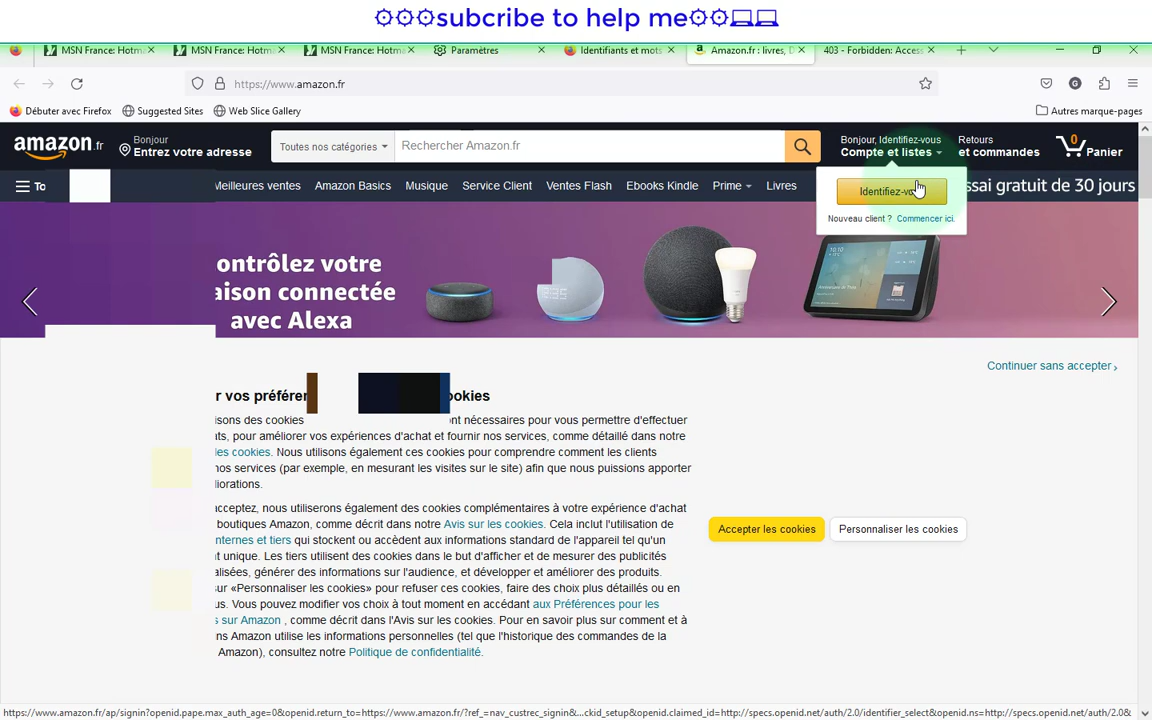 ⚙⚙⚙subcribe to help me⚙⚙💻💻
MSN France: Hotm
MSN France: Hotm
MSN France: Hotm
Paramètres
Identifiants et mots
Amazon.fr : livres, D
403 - Forbidden: Access
https://www.amazon.fr
Débuter avec Firefox
Suggested Sites
Web Slice Gallery
Autres marque-pages
amazon.fr
Bonjour
Entrez votre adresse
Toutes nos catégories
Rechercher Amazon.fr
Bonjour, Identifiez-vous
Compte et listes
Retours
et commandes
0
Panier
To
Meilleures ventes
Amazon Basics
Musique
Service Client
Ventes Flash
Ebooks Kindle
Prime
Livres
ssai gratuit de 30 jours
Identifiez-vo
Nouveau client ? Commencer ici.
ontrôlez votre
aison connectée
avec Alexa
Continuer sans accepter ›
r vos préféren
ookies
isons des cookies
nt nécessaires pour vous permettre d'effectuer
ats, pour améliorer vos expériences d'achat et fournir nos services, comme détaillé dans notre
les cookies. Nous utilisons également ces cookies pour comprendre comment les clients
nos services (par exemple, en mesurant les visites sur le site) afin que nous puissions apporter
iorations.
acceptez, nous utiliserons également des cookies complémentaires à votre expérience d'achat
boutiques Amazon, comme décrit dans notre Avis sur les cookies. Cela inclut l'utilisation de
nternes et tiers qui stockent ou accèdent aux informations standard de l'appareil tel qu'un
t unique. Les tiers utilisent des cookies dans le but d'afficher et de mesurer des publicités
alisées, générer des informations sur l'audience, et développer et améliorer des produits.
ur «Personnaliser les cookies» pour refuser ces cookies, faire des choix plus détaillés ou en
us. Vous pouvez modifier vos choix à tout moment en accédant aux Préférences pour les
s sur Amazon , comme décrit dans l'Avis sur les cookies. Pour en savoir plus sur comment et à
ns Amazon utilise les informations personnelles (tel que l'historique des commandes de la
Amazon), consultez notre Politique de confidentialité.
Accepter les cookies
Personnaliser les cookies
https://www.amazon.fr/ap/signin?openid.pape.max_auth_age=0&openid.return_to=https://www.amazon.fr/?ref_=nav_custrec_signin&...ckid_setup&openid.claimed_id=http://specs.openid.net/auth/2.0/identifier_select&openid.ns=http://specs.openid.net/auth/2.0&